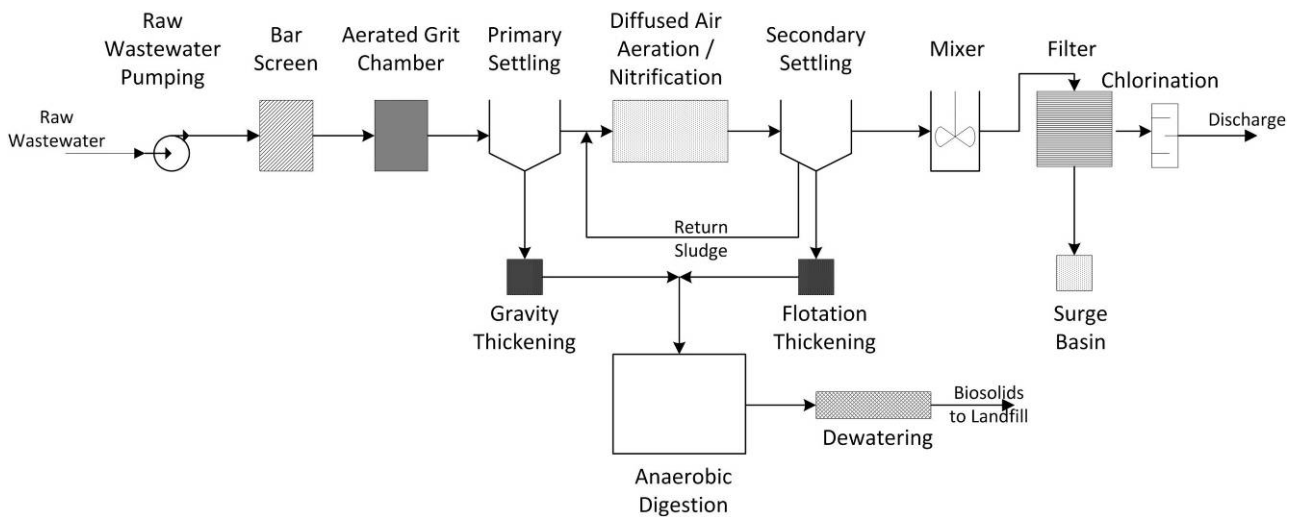 Raw
Wastewater
Pumping
Bar
Screen
Aerated Grit
Chamber
Primary
Settling
Diffused Air
Aeration /
Nitrification
Secondary
Settling
Mixer
Filter
Chlorination
Raw
Wastewater
Discharge
Return
Sludge
Gravity
Thickening
Flotation
Thickening
Surge
Basin
Biosolids
to Landfill
Dewatering
Anaerobic
Digestion